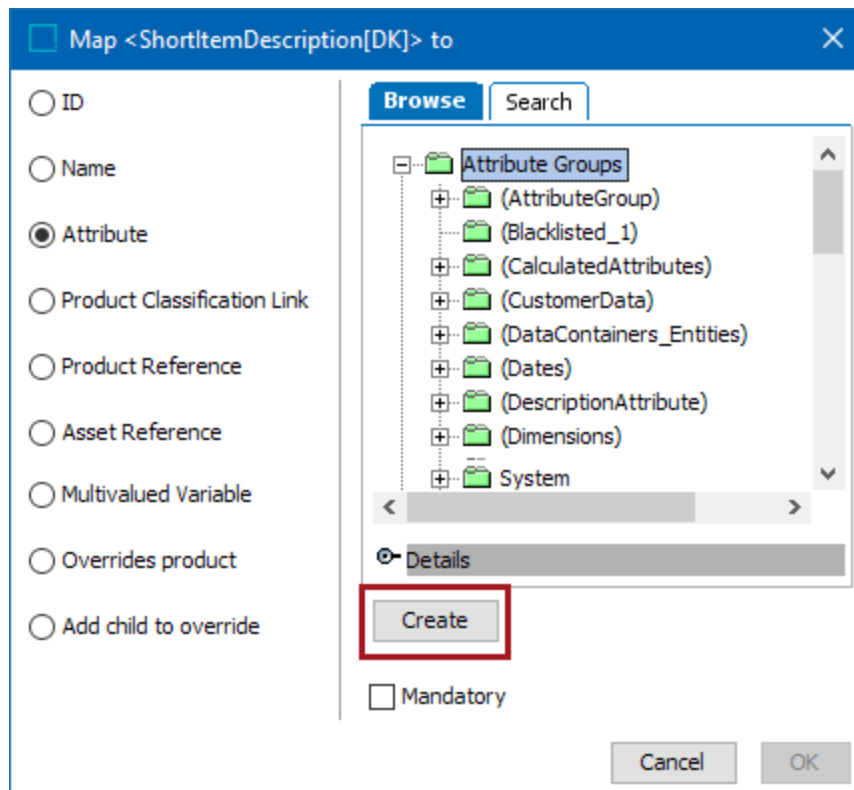 Map <ShortItemDescription[DK]> to
ID
Name
Attribute
Product Classification Link
Product Reference
Asset Reference
Multivalued Variable
Overrides product
Add child to override
Browse
Search
Attribute Groups
(AttributeGroup)
(Blacklisted_1)
(CalculatedAttributes)
(CustomerData)
(DataContainers_Entities)
(Dates)
(DescriptionAttribute)
(Dimensions)
System
Details
Create
Mandatory
Cancel
OK